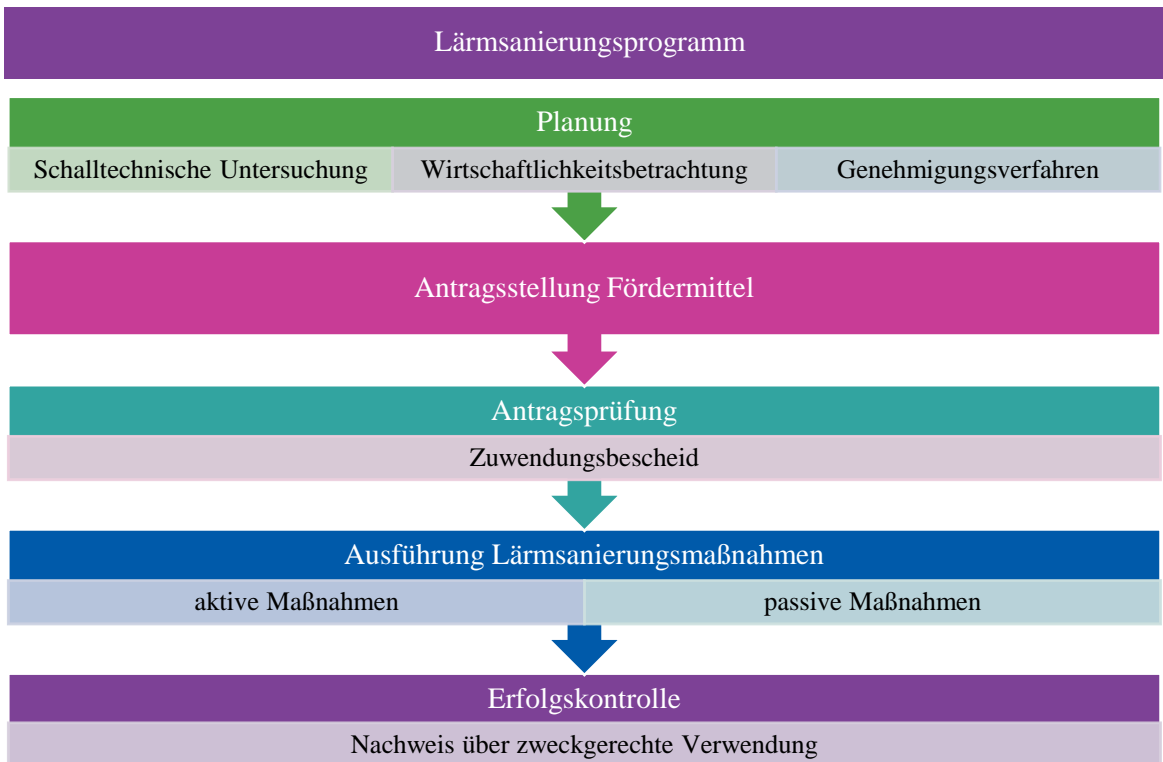 Lärmsanierungsprogramm
Planung
Schalltechnische Untersuchung Wirtschaftlichkeitsbetrachtung Genehmigungsverfahren
Antragsstellung Fördermittel
Antragsprüfung
Zuwendungsbescheid
Ausführung Lärmsanierungsmaßnahmen
aktive Maßnahmen passive Maßnahmen
Erfolgskontrolle
Nachweis über zweckgerechte Verwendung